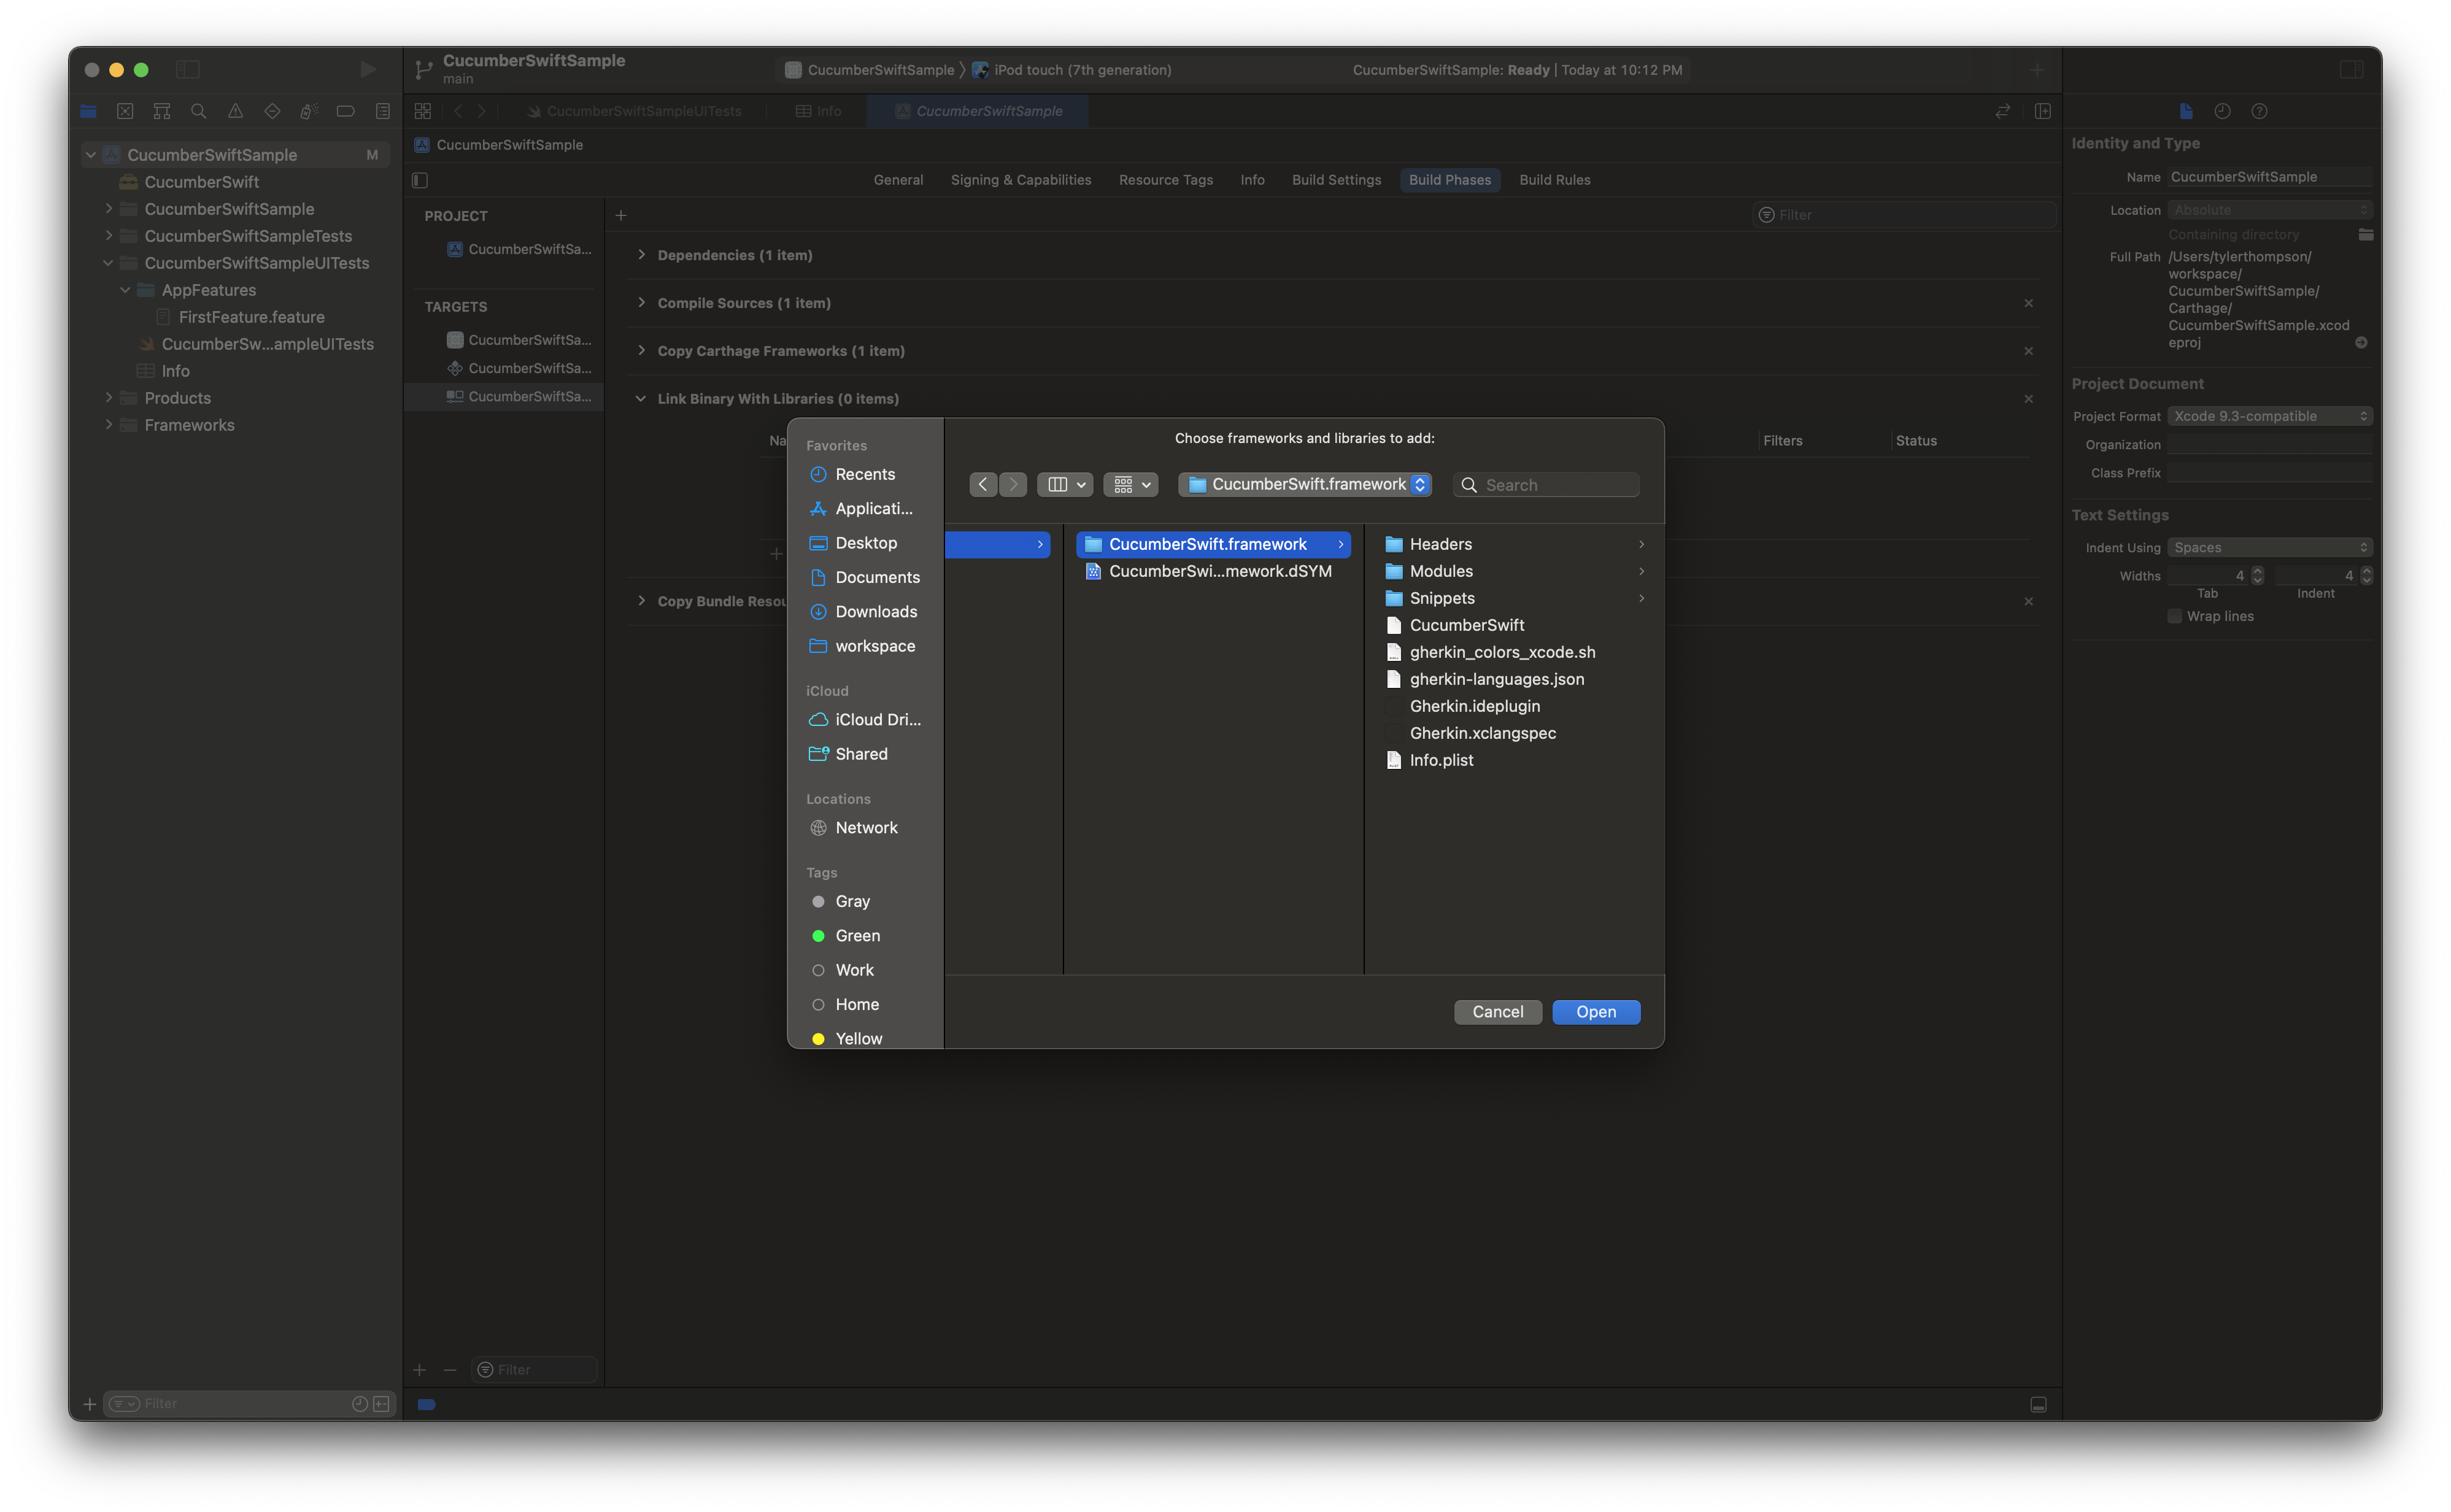 CucumberSwiftSample
main
CucumberSwiftSample
iPod touch (7th generation)
CucumberSwiftSample: Ready | Today at 10:12 PM
CucumberSwiftSampleUITests
Info
CucumberSwiftSample
CucumberSwiftSample
M
CucumberSwift
CucumberSwiftSample
CucumberSwiftSampleTests
CucumberSwiftSampleUITests
AppFeatures
FirstFeature.feature
CucumberSw...ampleUITests
Info
Products
Frameworks
Filter
CucumberSwiftSample
General
Signing & Capabilities
Resource Tags
Info
Build Settings
Build Phases
Build Rules
PROJECT
CucumberSwiftSa...
TARGETS
CucumberSwiftSa...
CucumberSwiftSa...
CucumberSwiftSa...
Filter
Filter
Dependencies (1 item)
Compile Sources (1 item)
Copy Carthage Frameworks (1 item)
Link Binary With Libraries (0 items)
Na
Filters
Status
Copy Bundle Resou
Choose frameworks and libraries to add:
Favorites
Recents
Applicati...
Desktop
Documents
Downloads
workspace
iCloud
iCloud Dri...
Shared
Locations
Network
Tags
Gray
Green
Work
Home
Yellow
CucumberSwift.framework
Search
CucumberSwift.framework
CucumberSwi...mework.dSYM
Headers
Modules
Snippets
CucumberSwift
gherkin_colors_xcode.sh
gherkin-languages.json
Gherkin.ideplugin
Gherkin.xclangspec
Info.plist
Cancel
Open
Identity and Type
Name CucumberSwiftSample
Location Absolute
Containing directory
Full Path /Users/tylerthompson/
workspace/
CucumberSwiftSample/
Carthage/
CucumberSwiftSample.xcod
eproj
Project Document
Project Format Xcode 9.3-compatible
Organization
Class Prefix
Text Settings
Indent Using Spaces
Widths 4 4
Tab Indent
Wrap lines